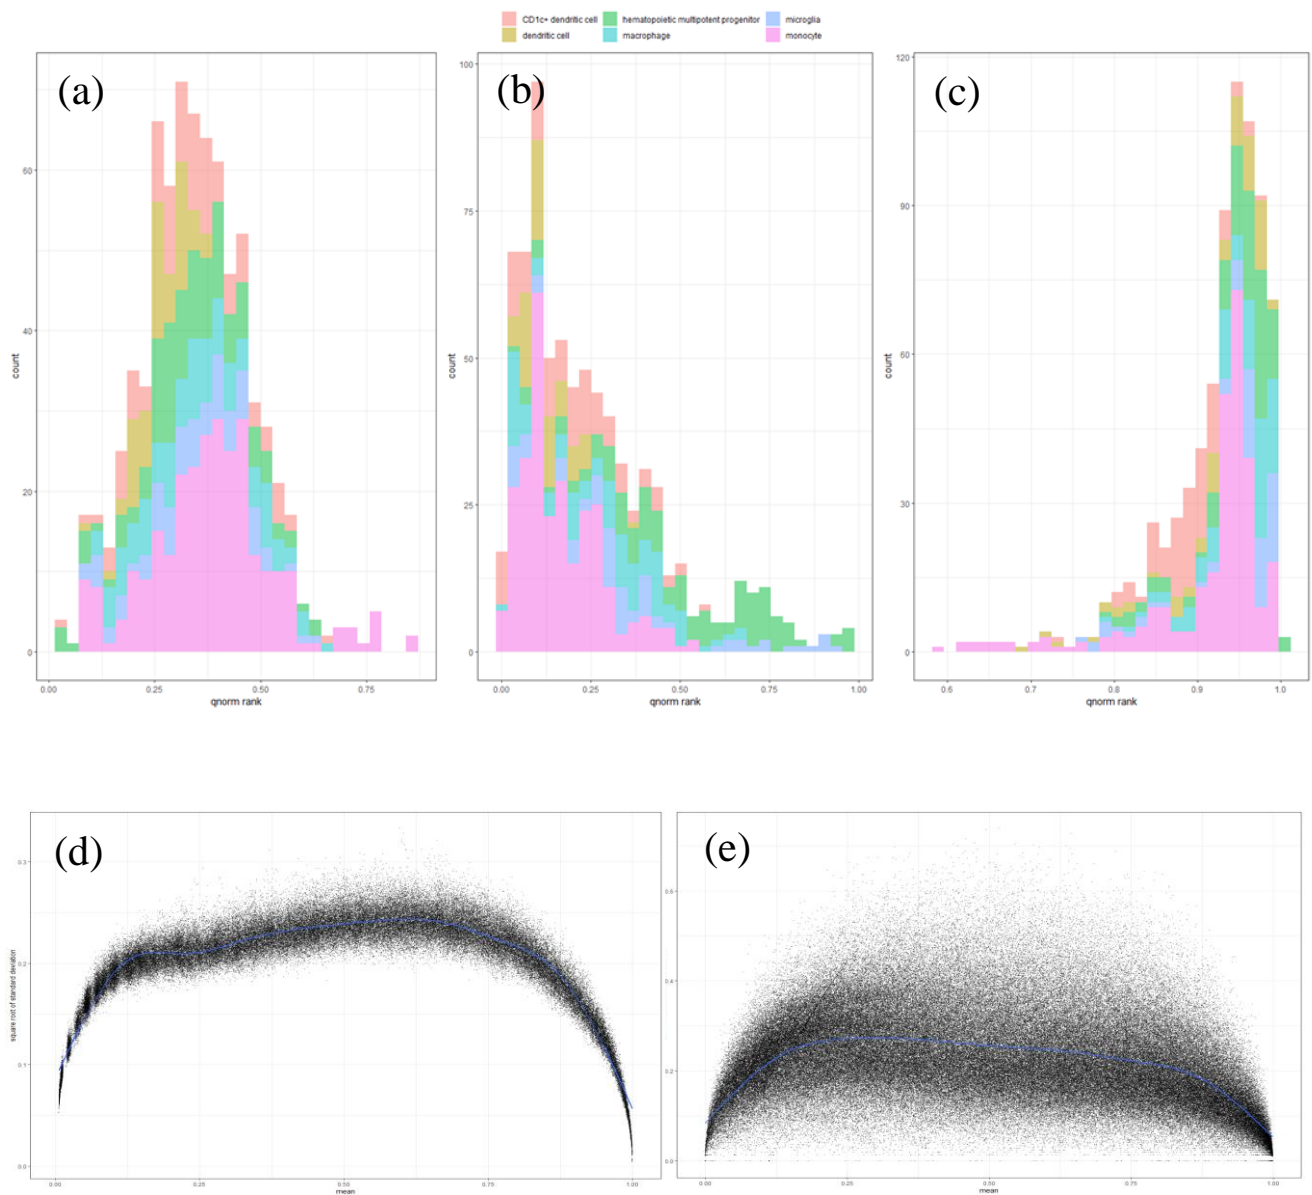 CD1c+ dendritic cell hematopoietic multipotent progenitor microglia
dendritic cell macrophage monocyte
(a)
60
40
20
0
count
0.00 0.25 0.50 0.75
qnorm rank
(b)
100
75
50
25
0
count
0.00 0.25 0.50 0.75 1.00
qnorm rank
(c)
120
90
60
30
0
count
0.6 0.7 0.8 0.9 1.0
qnorm rank
(d)
0.3
0.2
0.1
0.0
square root of standard deviation
0.00 0.25 0.50 0.75 1.00
mean
(e)
0.6
0.4
0.2
0.0
0.00 0.25 0.50 0.75 1.00
mean